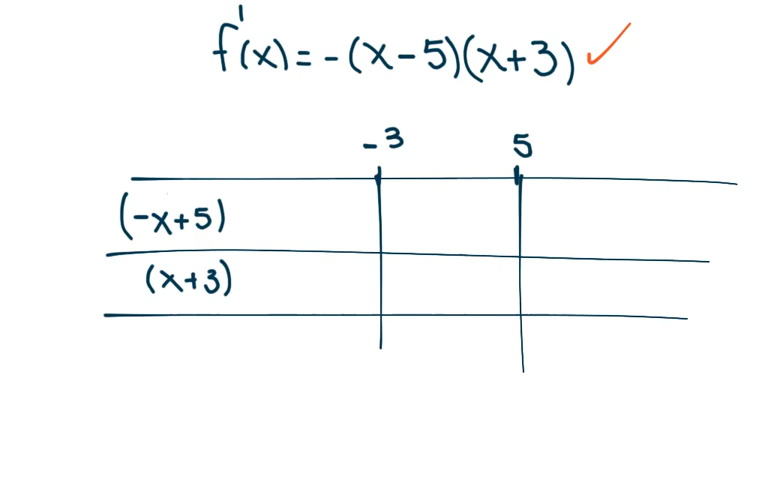 f'(x) = -(x-5)(x+3) ✓
-3 5
(-x+5)
(x+3)